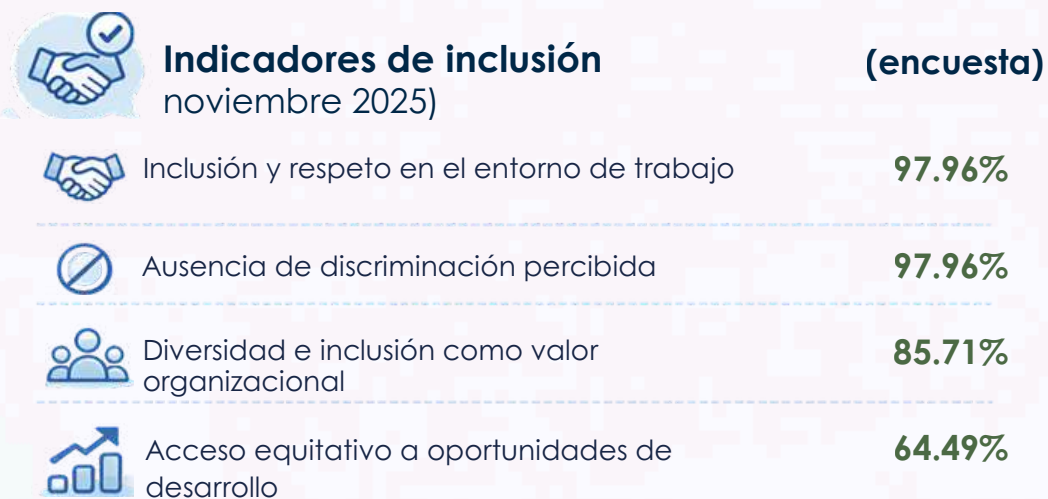 Indicadores de inclusión (encuesta)
noviembre 2025)
Inclusión y respeto en el entorno de trabajo 97.96%
Ausencia de discriminación percibida 97.96%
Diversidad e inclusión como valor 85.71%
organizacional
Acceso equitativo a oportunidades de 64.49%
desarrollo